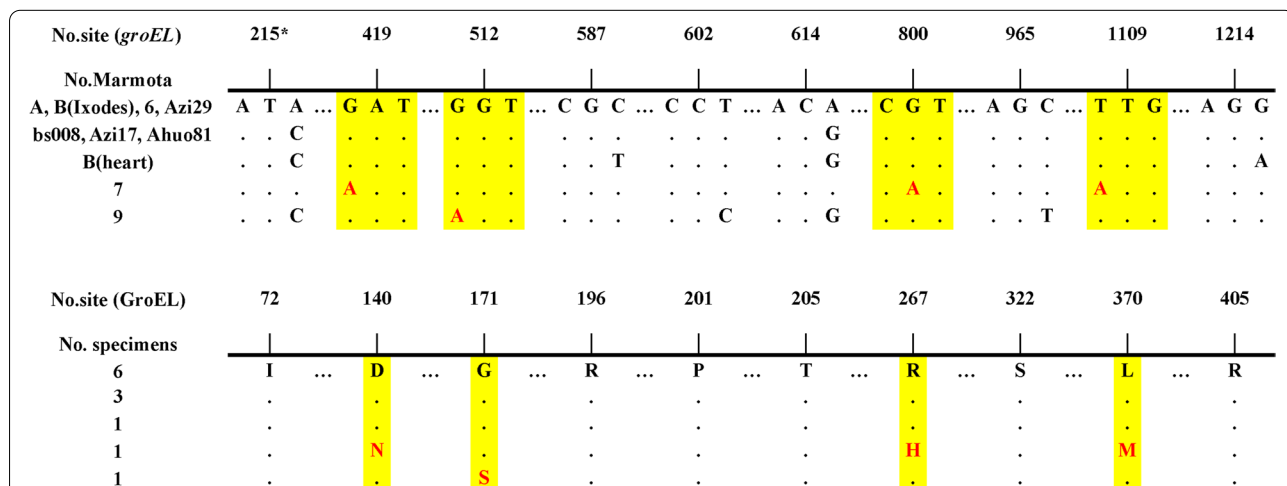 No.site (groEL) 215* 419 512 587 602 614 800 965 1109 1214
No.Marmota
A, B(Ixodes), 6, Azi29 A T A ... G A T ... G G T ... C G C ... C C T ... A C A ... C G T ... A G C ... T T G ... A G G
bs008, Azi17, Ahuo81 . . C . . . . . . . . . . . . . . G . . . . . . . . . . . .
B(heart) . . C . . . . . . . . T . . . . . G . . . . . . . . . . . A
7 . . . A . . . . . . . . . . . . . . . A . . . . A . . . . .
9 . . C . . . A . . . . . . . C . . G . . . . . T . . . . . .
No.site (GroEL) 72 140 171 196 201 205 267 322 370 405
No. specimens
6 I ... D ... G ... R ... P ... T ... R ... S ... L ... R
3 . . . . . . . . . .
1 . . . . . . . . . .
1 . N . . . . H . M .
1 . . S . . . . . . .